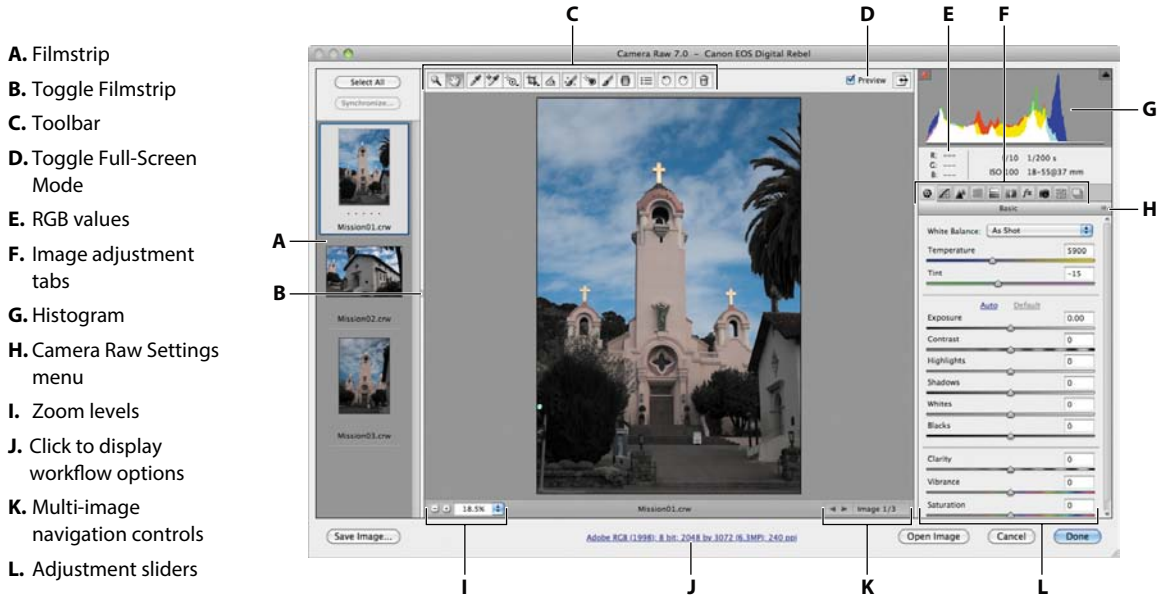 C D E F
A. Filmstrip
B. Toggle Filmstrip
C. Toolbar
D. Toggle Full-Screen
Mode
E. RGB values
F. Image adjustment
tabs
G. Histogram
H. Camera Raw Settings
menu
I. Zoom levels
J. Click to display
workflow options
K. Multi-image
navigation controls
L. Adjustment sliders
Camera Raw 7.0 – Canon EOS Digital Rebel
Select All
Synchronize...
Preview
G
R: ---
G: ---
B: ---
1/200 s
ISO 100 18-55@37 mm
H
Basic
A
B
Mission01.crw
Mission02.crw
Mission03.crw
White Balance: As Shot
Temperature 5900
Tint -15
Auto Default
Exposure 0.00
Contrast 0
Highlights 0
Shadows 0
Whites 0
Blacks 0
Clarity 0
Vibrance 0
Saturation 0
18.5%
Mission01.crw
Image 1/3
Save Image...
Adobe RGB (1998); 8 bit; 2048 by 3072 (6.3MP); 240 ppi
Open Image
Cancel
Done
I J K L